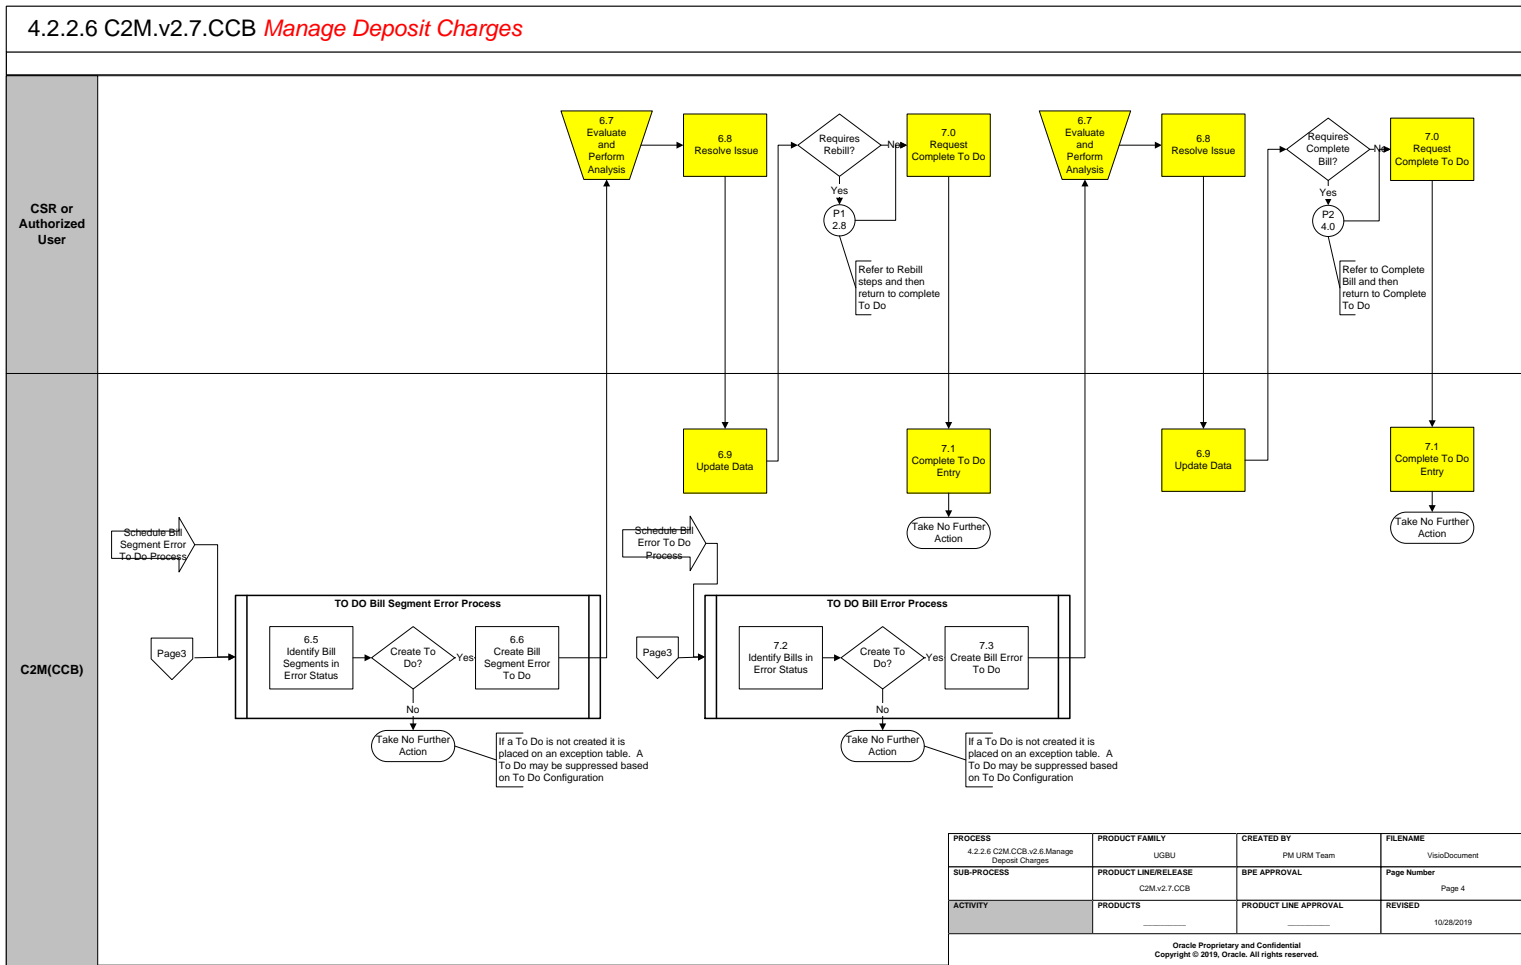 4.2.2.6 C2M.v2.7.CCB Manage Deposit Charges
CSR or
Authorized
User
6.7
Evaluate
and
Perform
Analysis
6.8
Resolve Issue
Requires
Rebill?
No
Yes
P1
2.8
Refer to Rebill
steps and then
return to complete
To Do
7.0
Request
Complete To Do
6.7
Evaluate
and
Perform
Analysis
6.8
Resolve Issue
Requires
Complete
Bill?
No
Yes
P2
4.0
Refer to Complete
Bill and then
return to Complete
To Do
7.0
Request
Complete To Do
C2M(CCB)
6.9
Update Data
7.1
Complete To Do
Entry
Take No Further
Action
6.9
Update Data
7.1
Complete To Do
Entry
Take No Further
Action
Schedule Bill
Segment Error
To Do Process
Page3
TO DO Bill Segment Error Process
6.5
Identify Bill
Segments in
Error Status
Create To
Do?
Yes
6.6
Create Bill
Segment Error
To Do
No
Take No Further
Action
If a To Do is not created it is
placed on an exception table.  A
To Do may be suppressed based
on To Do Configuration
Schedule Bill
Error To Do
Process
Page3
TO DO Bill Error Process
7.2
Identify Bills in
Error Status
Create To
Do?
Yes
7.3
Create Bill Error
To Do
No
Take No Further
Action
If a To Do is not created it is
placed on an exception table.  A
To Do may be suppressed based
on To Do Configuration
PROCESS
4.2.2.6 C2M.CCB.v2.6.Manage
Deposit Charges
PRODUCT FAMILY
UGBU
CREATED BY
PM URM Team
FILENAME
VisioDocument
SUB-PROCESS
PRODUCT LINE/RELEASE
C2M.v2.7.CCB
BPE APPROVAL
Page Number
Page 4
ACTIVITY
PRODUCTS
PRODUCT LINE APPROVAL
REVISED
10/28/2019
Oracle Proprietary and Confidential
Copyright © 2019, Oracle. All rights reserved.